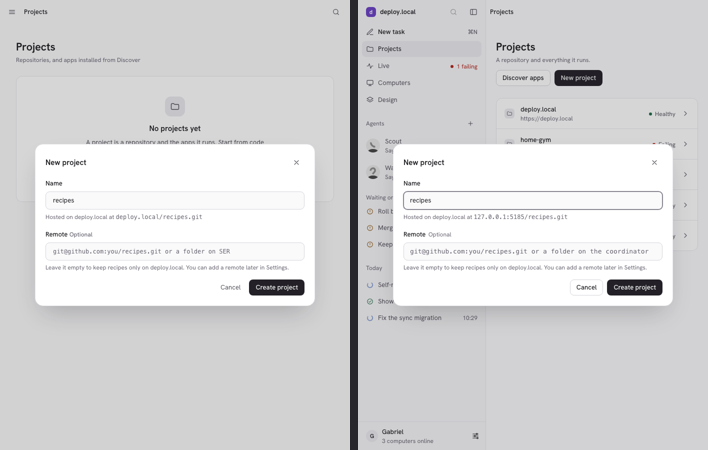 Projects
Projects
Repositories, and apps installed from Discover
No projects yet
A project is a repository and the apps it runs. Start from code
New project
Name
recipes
Hosted on deploy.local at deploy.local/recipes.git
Remote Optional
git@github.com:you/recipes.git or a folder on SER
Leave it empty to keep recipes only on deploy.local. You can add a remote later in Settings.
Cancel
Create project
d deploy.local
New task ⌘N
Projects
Live 1 failing
Computers
Design
Agents
Scout
Waiting on
Today
Fix the sync migration 10:29
G Gabriel
3 computers online
Projects
Projects
A repository and everything it runs.
Discover apps
New project
deploy.local
https://deploy.local
Healthy
home-gym
New project
Name
recipes
Hosted on deploy.local at 127.0.0.1:5185/recipes.git
Remote Optional
git@github.com:you/recipes.git or a folder on the coordinator
Leave it empty to keep recipes only on deploy.local. You can add a remote later in Settings.
Cancel
Create project